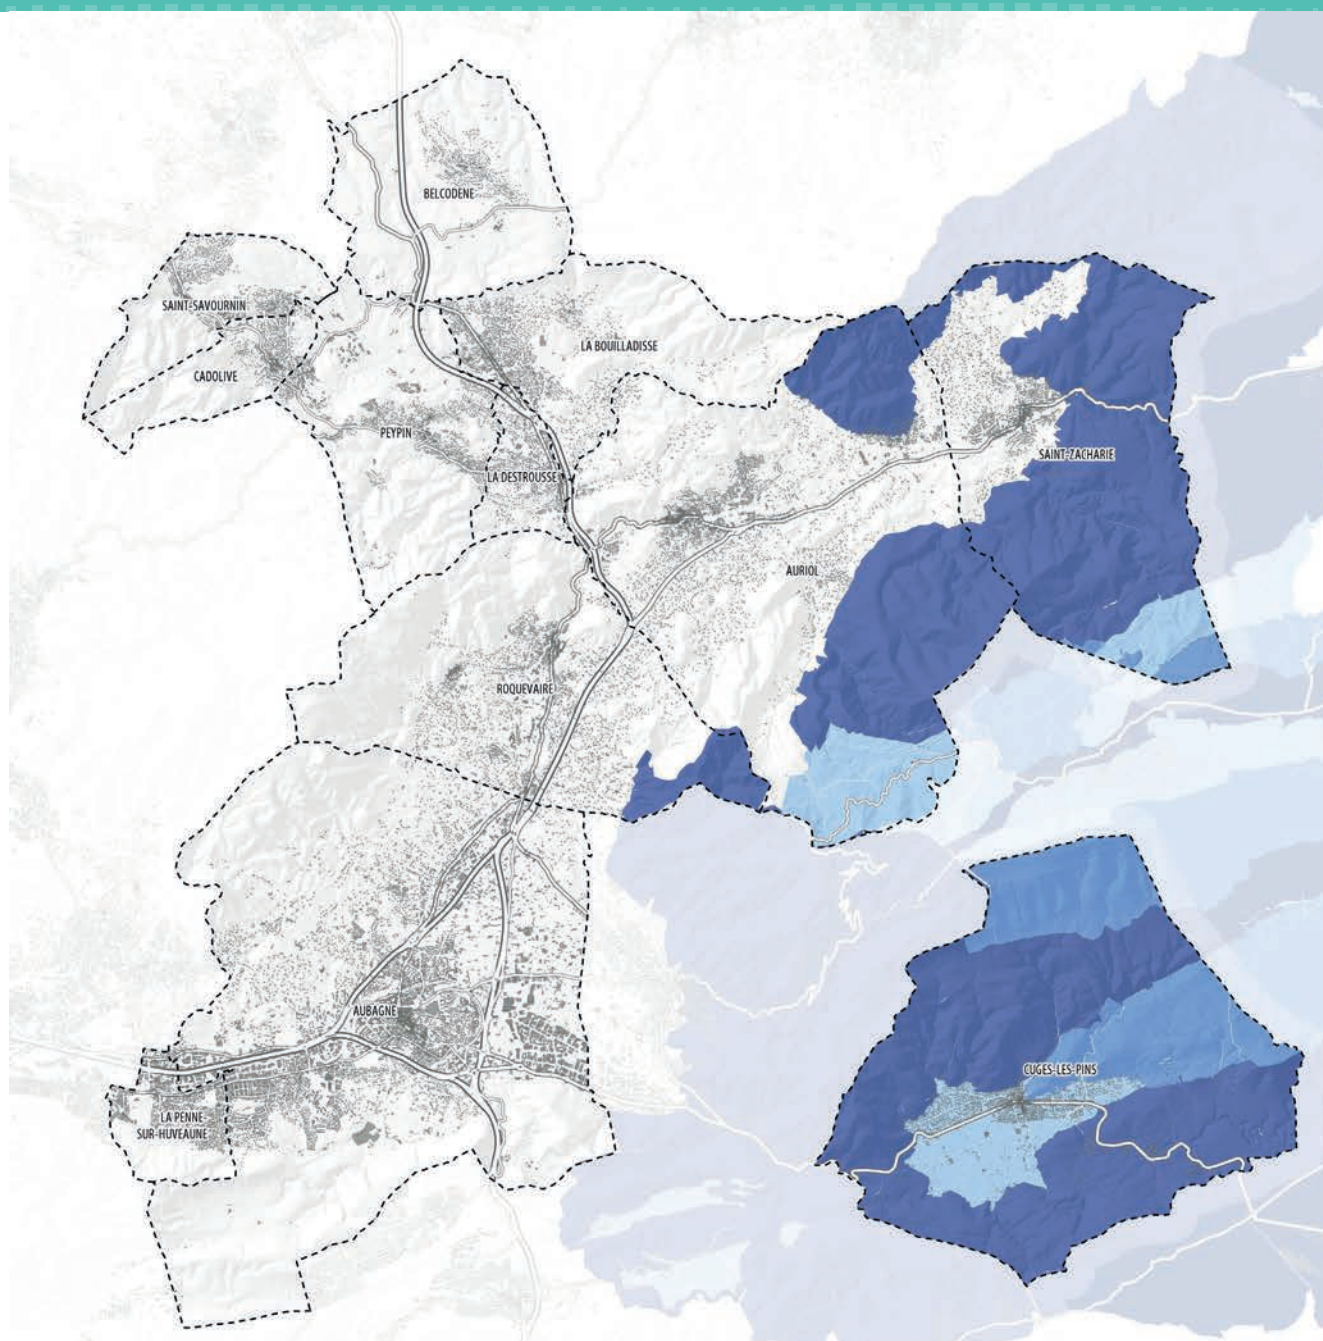 BELCODENE
SAINT-SAVOURNIN
LA BOUILLADISSE
CADOLIVE
PEYPIN
SAINT-ZACHARIE
LA DESTROUSSE
AURIOL
ROQUEVAIRE
AUBAGNE
CUGES-LES-PINS
LA PENNE
SUR-HUVEAUNE